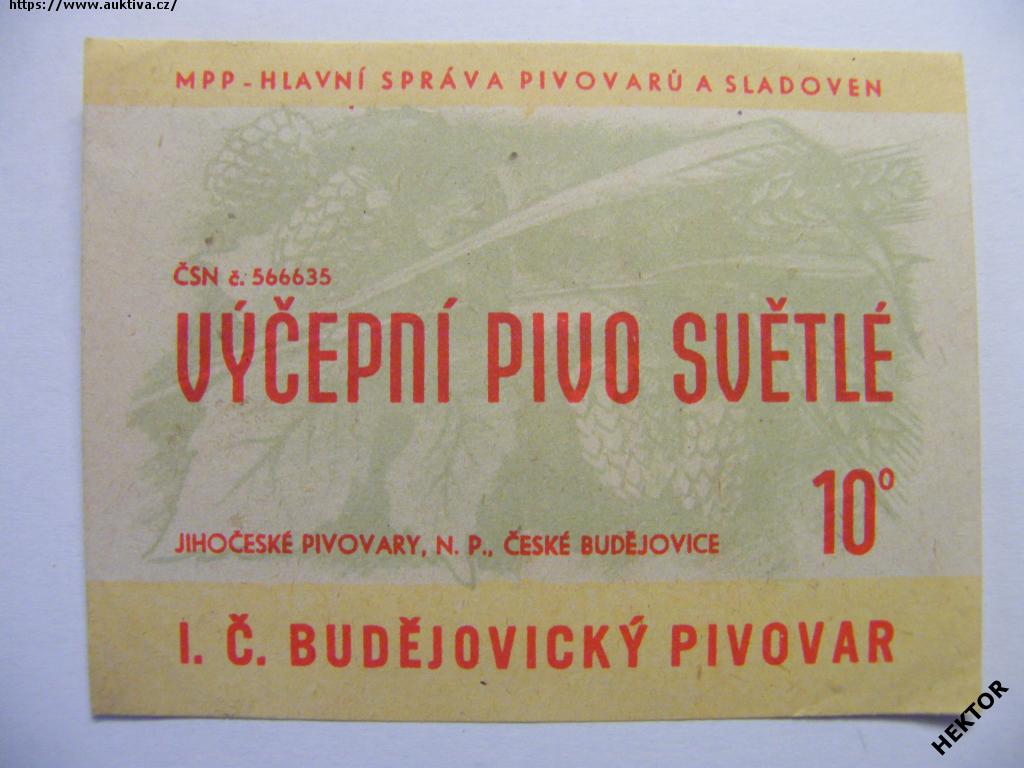 https://www.auktiva.cz/
MPP - HLAVNÍ SPRÁVA PIVOVARŮ A SLADOVEN
ČSN č. 566635
VÝČEPNÍ PIVO SVĚTLÉ
10°
JIHOČESKÉ PIVOVARY, N. P., ČESKÉ BUDĚJOVICE
I. Č. BUDĚJOVICKÝ PIVOVAR
HEKTOR